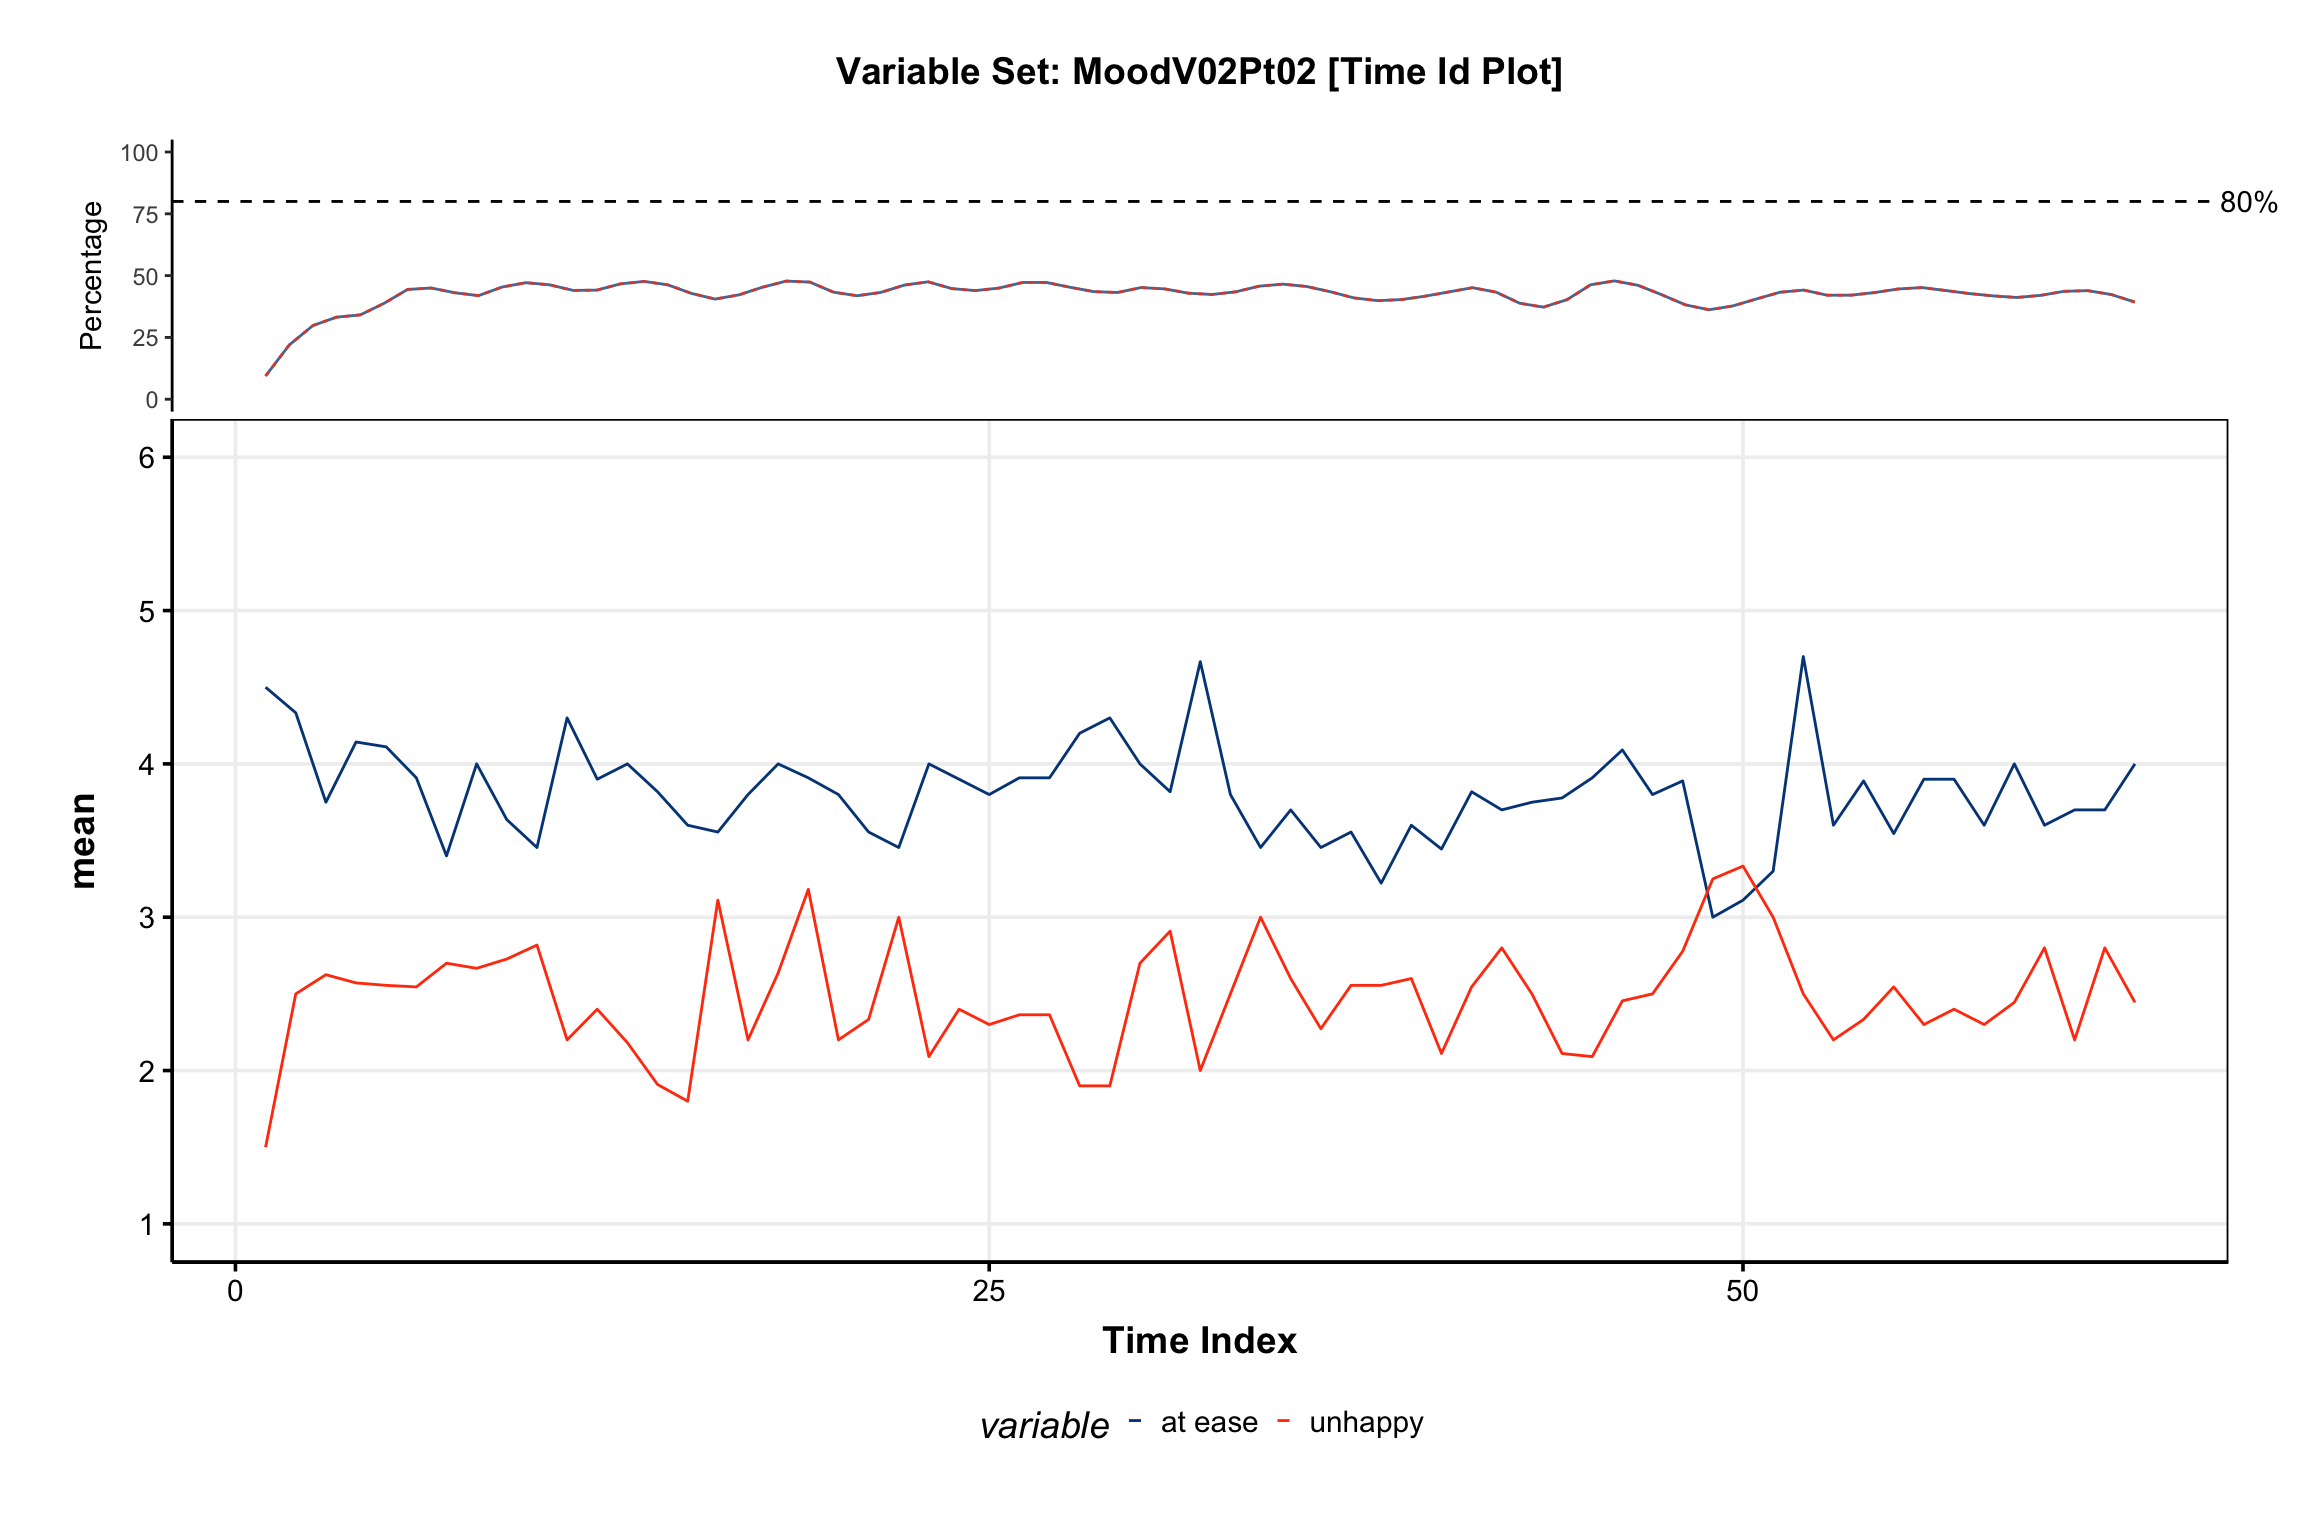 Variable Set: MoodV02Pt02 [Time Id Plot]
100
75
50
25
0
Percentage
80%
6
5
4
3
2
1
mean
0 25 50
Time Index
variable at ease unhappy